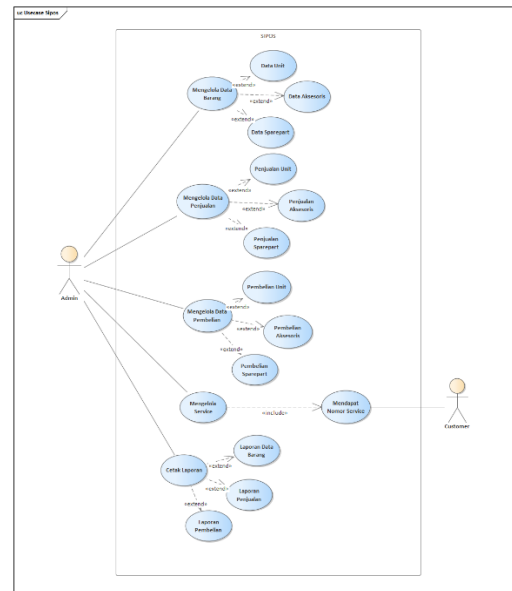 uc Usecase Sipos
SIPOS
Data Unit
Mengelola Data
Barang
«extend»
«extend»
Data Aksesoris
«extend»
Data Sparepart
Penjualan Unit
Mengelola Data
Penjualan
«extend»
«extend»
Penjualan
Aksesoris
«extend»
Penjualan
Sparepart
Admin
Pembelian Unit
Mengelola Data
Pembelian
«extend»
«extend»
Pembelian
Aksesoris
«extend»
Pembelian
Sparepart
Mengelola
Service
«include»
Mendapat
Nomor Service
Customer
Cetak Laporan
«extend»
Laporan Data
Barang
«extend»
Laporan
Penjualan
«extend»
Laporan
Pembelian